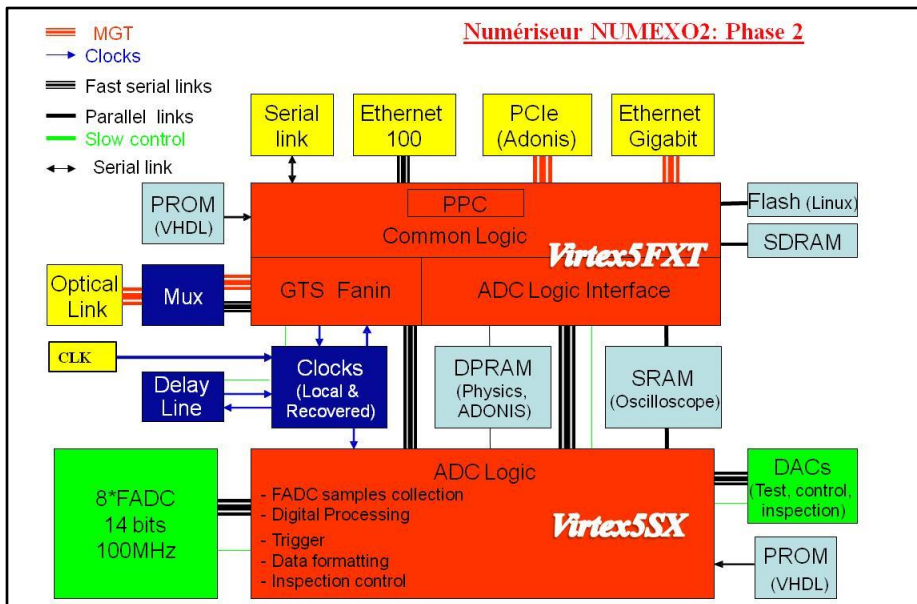 Numériseur NUMEXO2: Phase 2
MGT
Clocks
Fast serial links
Parallel links
Slow control
Serial link
Serial
link
Ethernet
100
PCIe
(Adonis)
Ethernet
Gigabit
PROM
(VHDL)
PPC
Common Logic
Virtex5FXT
Flash (Linux)
SDRAM
Optical
Link
Mux
GTS Fanin
ADC Logic Interface
CLK
Delay
Line
Clocks
(Local &
Recovered)
DPRAM
(Physics,
ADONIS)
SRAM
(Oscilloscope)
8*FADC
14 bits
100MHz
ADC Logic
- FADC samples collection
- Digital Processing
- Trigger
- Data formatting
- Inspection control
Virtex5SX
DACs
(Test, control,
inspection)
PROM
(VHDL)